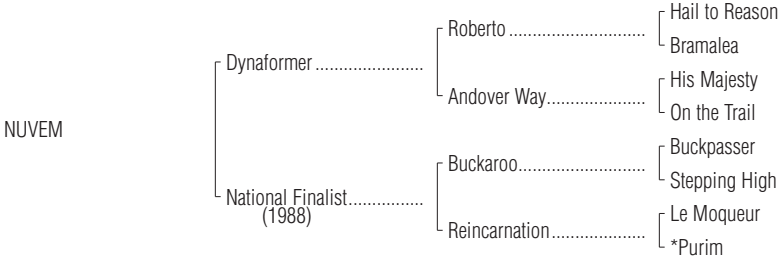 Hail to Reason
Roberto ..............................
Bramalea
Dynaformer .......................
His Majesty
Andover Way.....................
On the Trail
NUVEM
Buckpasser
Buckaroo...........................
Stepping High
National Finalist................
(1988)
Le Moqueur
Reincarnation ....................
*Purim